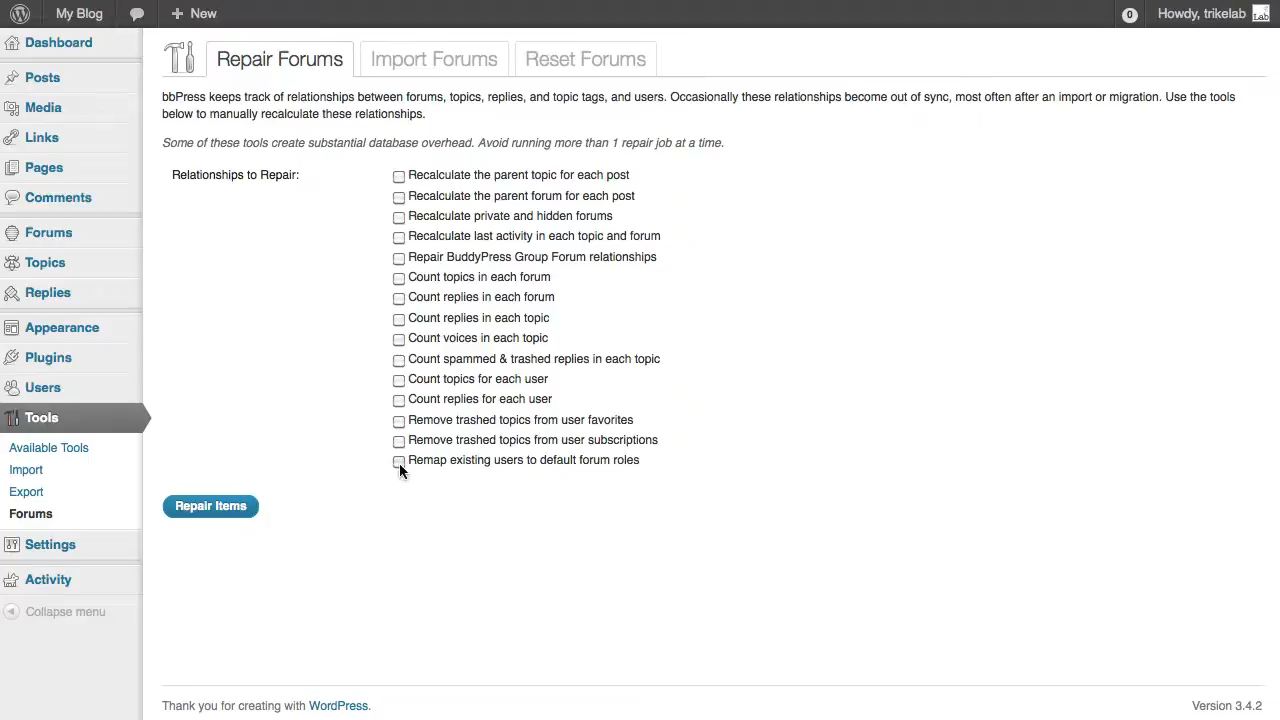 My Blog
New
0
Howdy, trikelab
Lab
Dashboard
Posts
Media
Links
Pages
Comments
Forums
Topics
Replies
Appearance
Plugins
Users
Tools
Available Tools
Import
Export
Forums
Settings
Activity
Collapse menu
Repair Forums
Import Forums
Reset Forums
bbPress keeps track of relationships between forums, topics, replies, and topic tags, and users. Occasionally these relationships become out of sync, most often after an import or migration. Use the tools
below to manually recalculate these relationships.
Some of these tools create substantial database overhead. Avoid running more than 1 repair job at a time.
Relationships to Repair:
Recalculate the parent topic for each post
Recalculate the parent forum for each post
Recalculate private and hidden forums
Recalculate last activity in each topic and forum
Repair BuddyPress Group Forum relationships
Count topics in each forum
Count replies in each forum
Count replies in each topic
Count voices in each topic
Count spammed & trashed replies in each topic
Count topics for each user
Count replies for each user
Remove trashed topics from user favorites
Remove trashed topics from user subscriptions
Remap existing users to default forum roles
Repair Items
Thank you for creating with WordPress.
Version 3.4.2